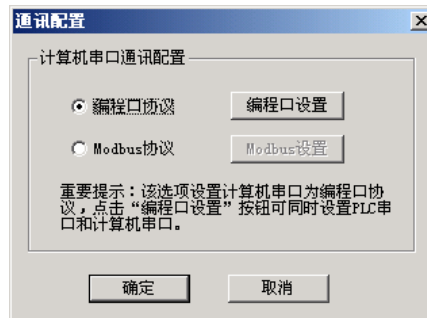 通讯配置
计算机串口通讯配置
编程口协议 编程口设置
Modbus协议 Modbus设置
重要提示：该选项设置计算机串口为编程口协
议，点击“编程口设置”按钮可同时设置PLC串
口和计算机串口。
确定 取消